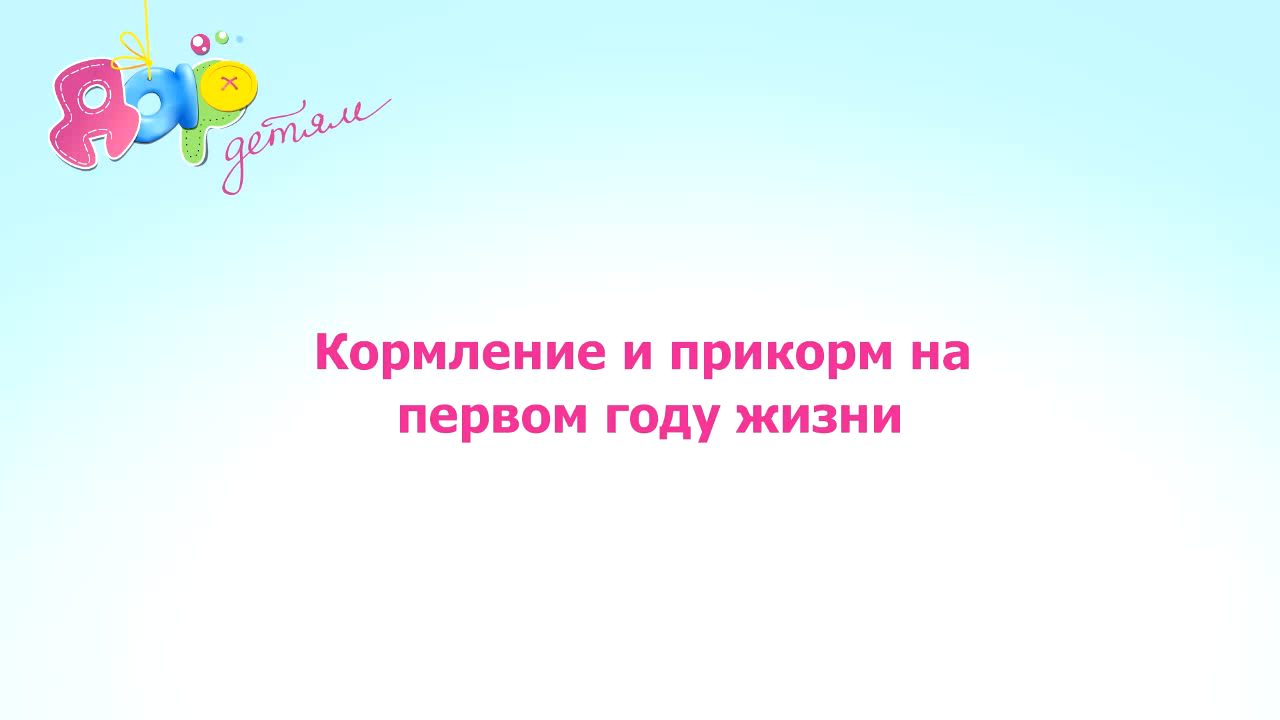 Дар
детям
Кормление и прикорм на
первом году жизни